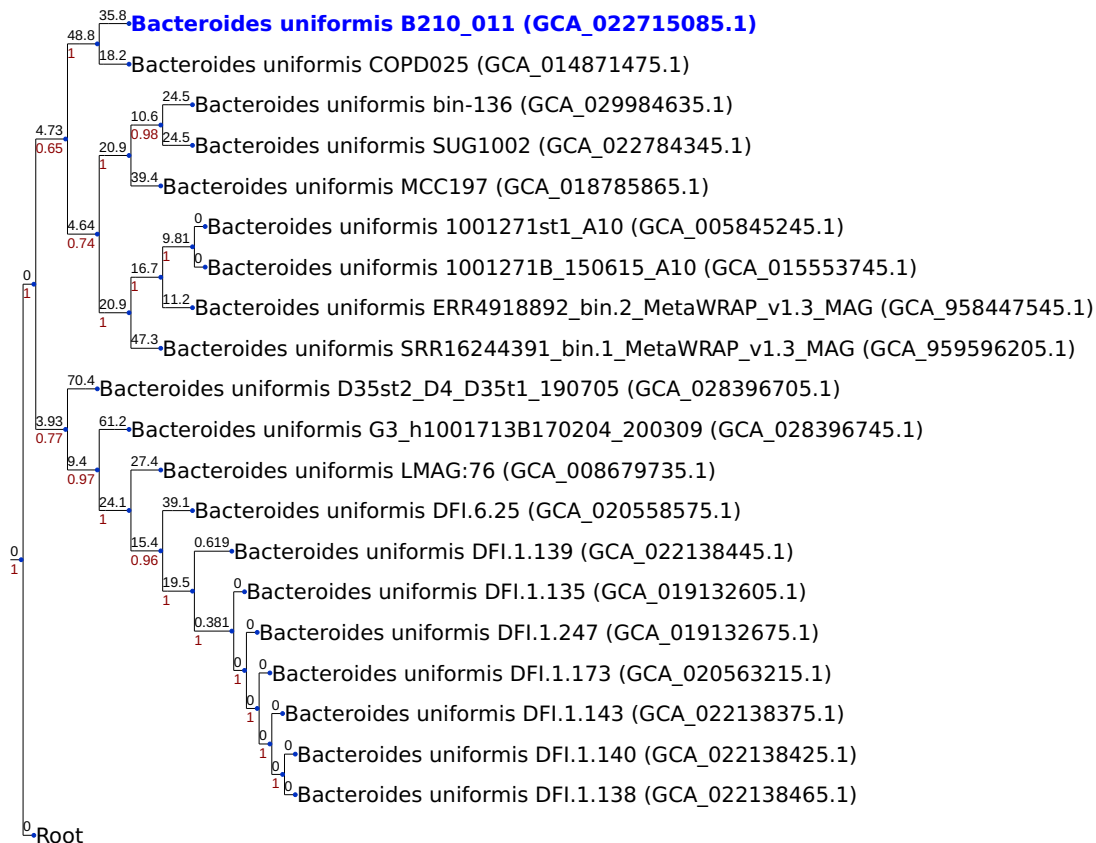 35.8
Bacteroides uniformis B210_011 (GCA_022715085.1)
48.8
1
18.2
Bacteroides uniformis COPD025 (GCA_014871475.1)
24.5
Bacteroides uniformis bin-136 (GCA_029984635.1)
10.6
0.98
4.73
0.65
24.5
Bacteroides uniformis SUG1002 (GCA_022784345.1)
20.9
1
39.4
Bacteroides uniformis MCC197 (GCA_018785865.1)
4.64
0.74
0
Bacteroides uniformis 1001271st1_A10 (GCA_005845245.1)
9.81
1
0
Bacteroides uniformis 1001271B_150615_A10 (GCA_015553745.1)
0
1
16.7
1
11.2
Bacteroides uniformis ERR4918892_bin.2_MetaWRAP_v1.3_MAG (GCA_958447545.1)
20.9
1
47.3
Bacteroides uniformis SRR16244391_bin.1_MetaWRAP_v1.3_MAG (GCA_959596205.1)
70.4
Bacteroides uniformis D35st2_D4_D35t1_190705 (GCA_028396705.1)
3.93
0.77
61.2
Bacteroides uniformis G3_h1001713B170204_200309 (GCA_028396745.1)
9.4
0.97
27.4
Bacteroides uniformis LMAG:76 (GCA_008679735.1)
24.1
1
39.1
Bacteroides uniformis DFI.6.25 (GCA_020558575.1)
15.4
0.96
0.619
Bacteroides uniformis DFI.1.139 (GCA_022138445.1)
0
1
19.5
1
0
Bacteroides uniformis DFI.1.135 (GCA_019132605.1)
0.381
1
0
Bacteroides uniformis DFI.1.247 (GCA_019132675.1)
0
1
0
Bacteroides uniformis DFI.1.173 (GCA_020563215.1)
0
1
0
Bacteroides uniformis DFI.1.143 (GCA_022138375.1)
0
1
0
Bacteroides uniformis DFI.1.140 (GCA_022138425.1)
0
1
0
Bacteroides uniformis DFI.1.138 (GCA_022138465.1)
0
Root